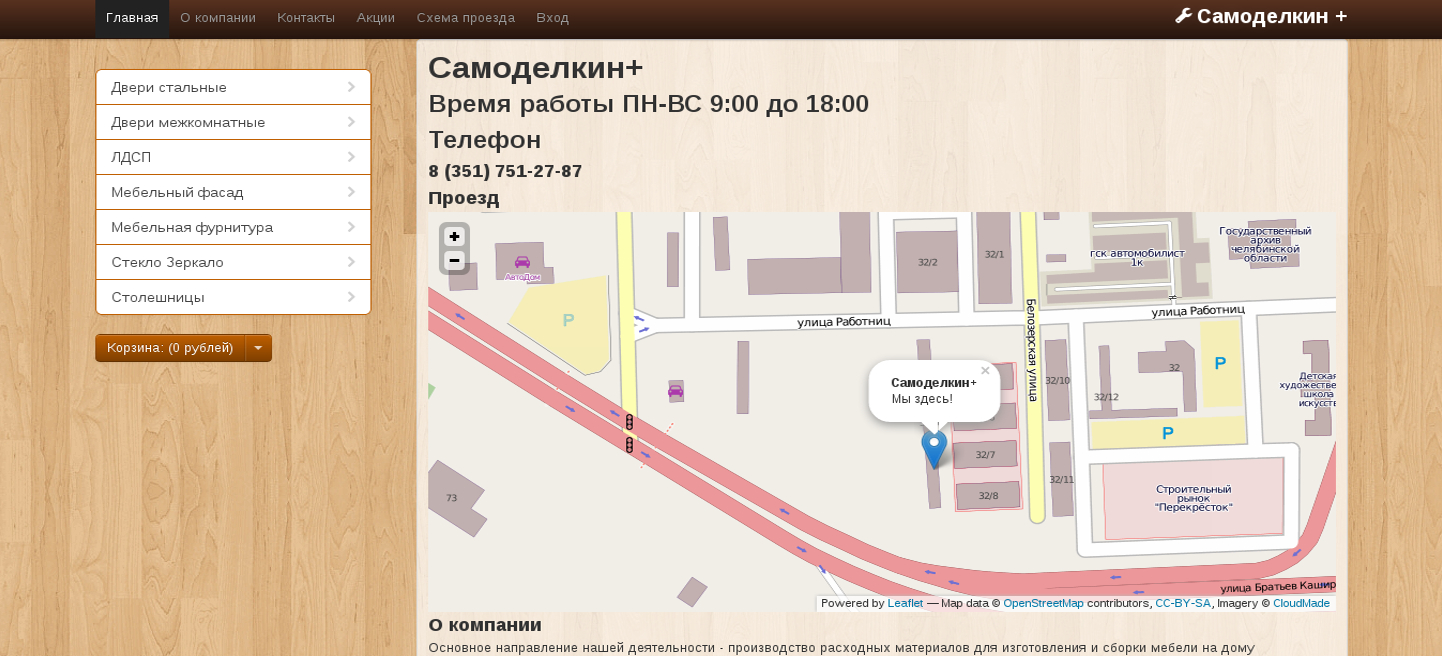 Главная О компании Контакты Акции Схема проезда Вход Самоделкин +
Двери стальные
Двери межкомнатные
ЛДСП
Мебельный фасад
Мебельная фурнитура
Стекло Зеркало
Столешницы
Корзина: (0 рублей)
Самоделкин+
Время работы ПН-ВС 9:00 до 18:00
Телефон
8 (351) 751-27-87
Проезд
+
−
АвтоДом
P
32/2
32/1
гск автомобилист
1к
Государственный
архив
челябинской
области
улица Работниц
улица Работниц
Белозерская улица
Самоделкин+
Мы здесь!
×
32/10
32/12
32
P
P
Детская
школа
32/7
32/8
32/11
73
Строительный
рынок
"Перекрёсток"
улица Братьев Кашир
Powered by Leaflet — Map data © OpenStreetMap contributors, CC-BY-SA, Imagery © CloudMade
О компании
Основное направление нашей деятельности - производство расходных материалов для изготовления и сборки мебели на дому